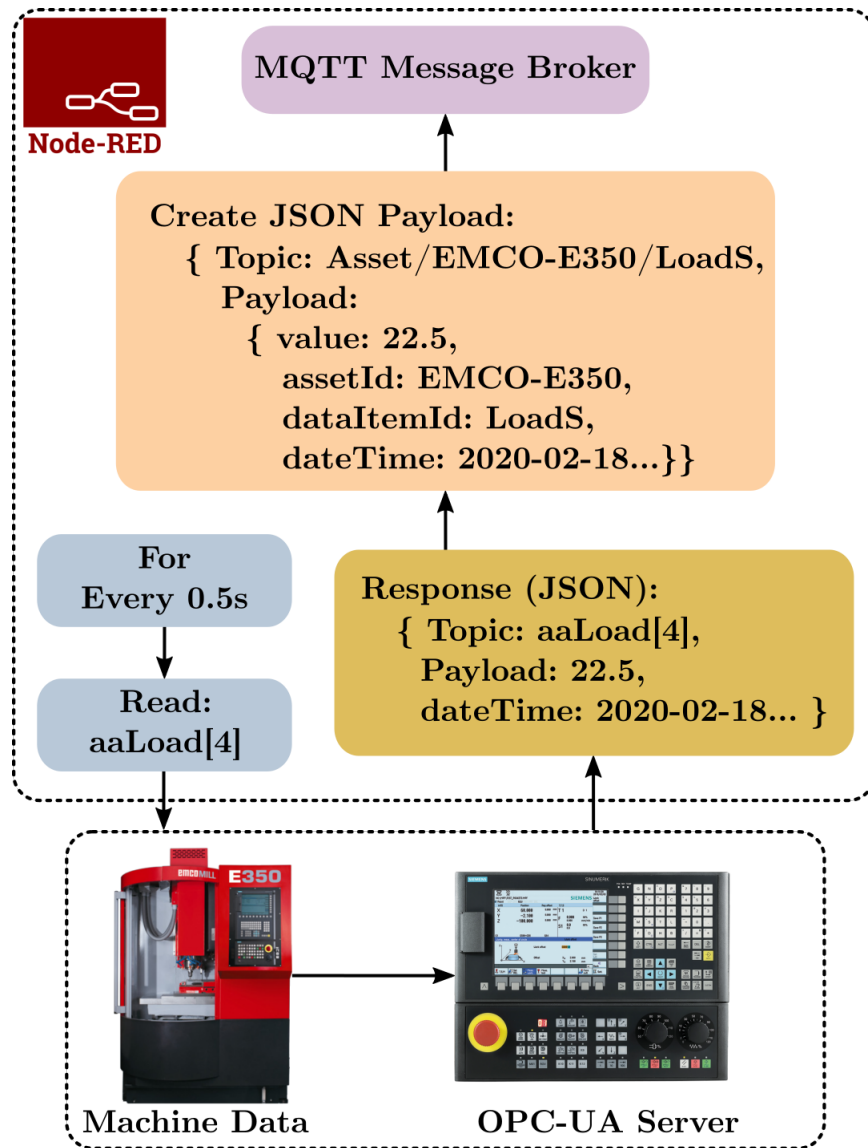 MQTT Message Broker
Node-RED
Create JSON Payload:
{ Topic: Asset/EMCO-E350/LoadS,
Payload:
{ value: 22.5,
assetId: EMCO-E350,
dataItemId: LoadS,
dateTime: 2020-02-18...}}
For
Every 0.5s
Read:
aaLoad[4]
Response (JSON):
{ Topic: aaLoad[4],
Payload: 22.5,
dateTime: 2020-02-18... }
EMCOMILL E350
SIEMENS SINUMERIK
SIEMENS
X
Y
Z
Machine Data
OPC-UA Server